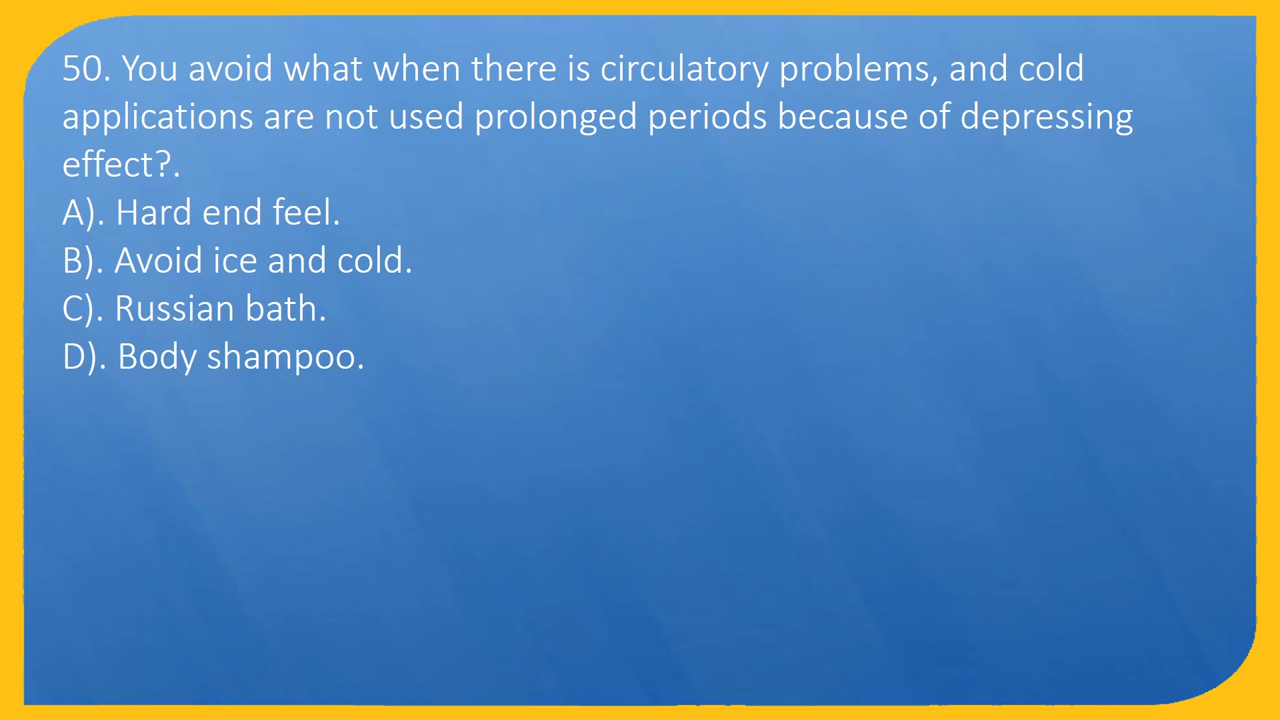 50. You avoid what when there is circulatory problems, and cold
applications are not used prolonged periods because of depressing
effect?.
A). Hard end feel.
B). Avoid ice and cold.
C). Russian bath.
D). Body shampoo.